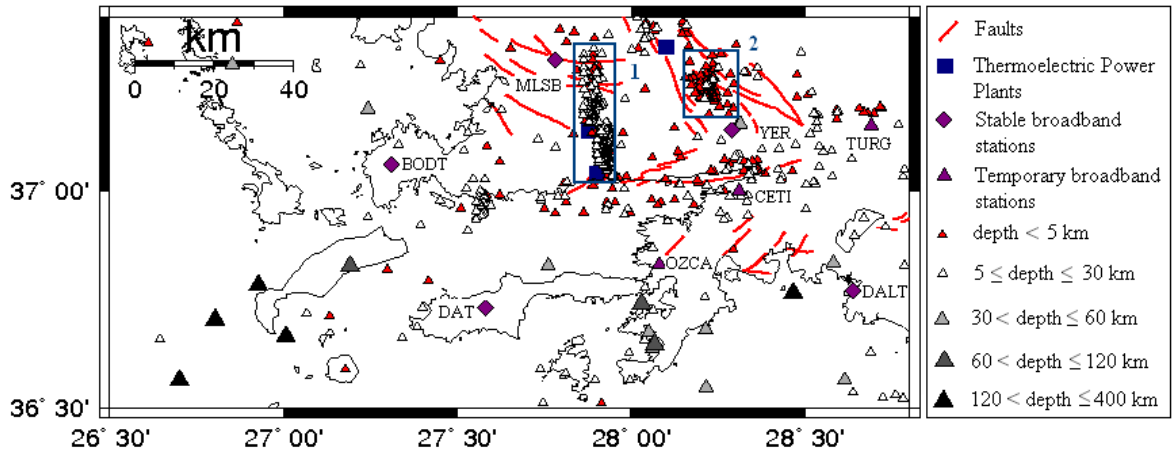 km
0 20 40
1
2
MLSB
YER
TURG
BODT
CETI
OZCA
DAT
DALT
37˚ 00'
36˚ 30'
26˚ 30' 27˚ 00' 27˚ 30' 28˚ 00' 28˚ 30'
Faults
Thermoelectric Power
Plants
Stable broadband
stations
Temporary broadband
stations
depth < 5 km
5 ≤ depth ≤ 30 km
30 < depth ≤ 60 km
60 < depth ≤ 120 km
120 < depth ≤ 400 km